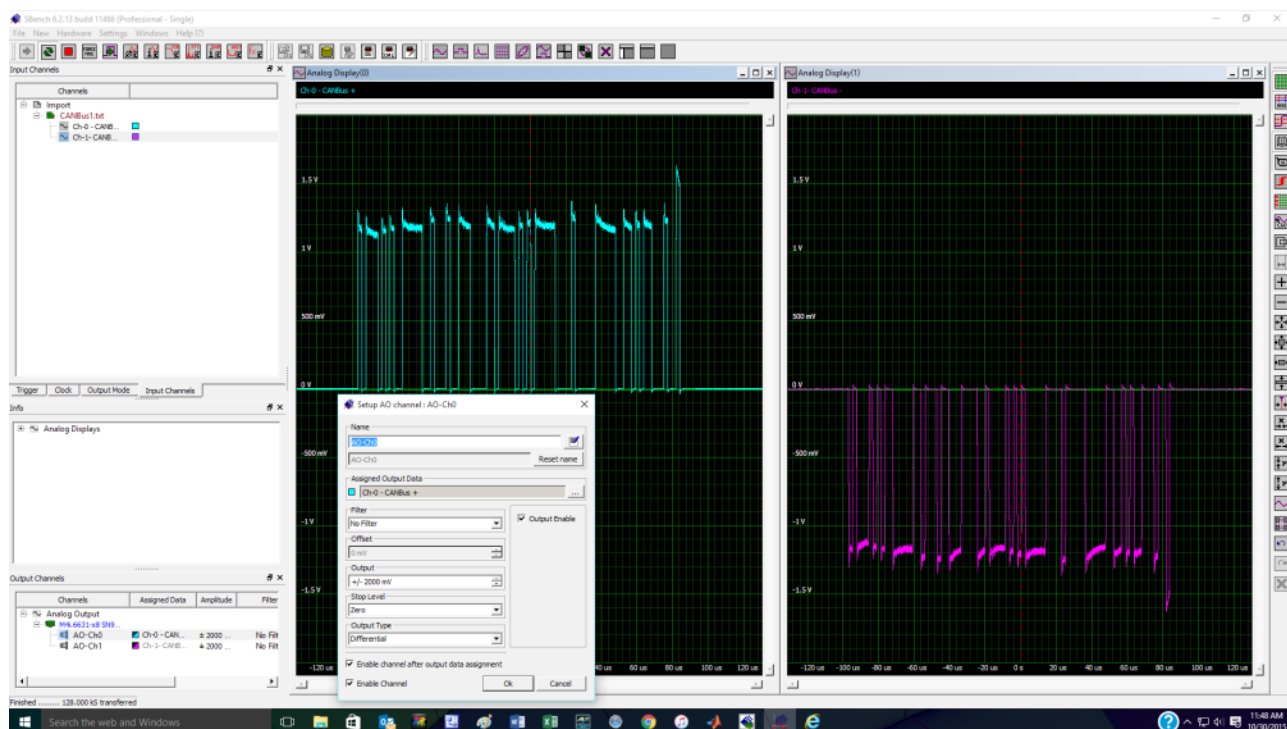 SBench 6.2.13 build 11486 (Professional - Single)
File New Hardware Settings Windows Help (?)
Input Channels
Channels
Import
CANBus1.txt
Ch-0 - CANB...
Ch-1- CANB...
Trigger Clock Output Mode Input Channels
Info
Analog Displays
Output Channels
Channels Assigned Data Amplitude Filter
Analog Output
M4i.6631-x8 SN9...
AO-Ch0 Ch-0 - CAN... ± 2000 ... No Filt
AO-Ch1 Ch-1- CANB... ± 2000 ... No Filt
Finished ........ 128.000 kS transferred
Analog Display(0)
Ch-0 - CANBus +
1.5 V
1 V
500 mV
0 V
-500 mV
-1 V
-1.5 V
-120 us 40 us 60 us 80 us 100 us 120 us
Analog Display(1)
Ch-1- CANBus -
1.5 V
1 V
500 mV
0 V
-500 mV
-1 V
-1.5 V
-120 us -100 us -80 us -60 us -40 us -20 us 0 s 20 us 40 us 60 us 80 us 100 us 120 us
Setup AO channel : AO-Ch0
Name
AO-Ch0
AO-Ch0 Reset name
Assigned Output Data
Ch-0 - CANBus + ...
Filter
No Filter
Output Enable
Offset
0 mV
Output
+/- 2000 mV
Stop Level
Zero
Output Type
Differential
Enable channel after output data assignment
Enable Channel Ok Cancel
Search the web and Windows
11:48 AM
10/30/2015